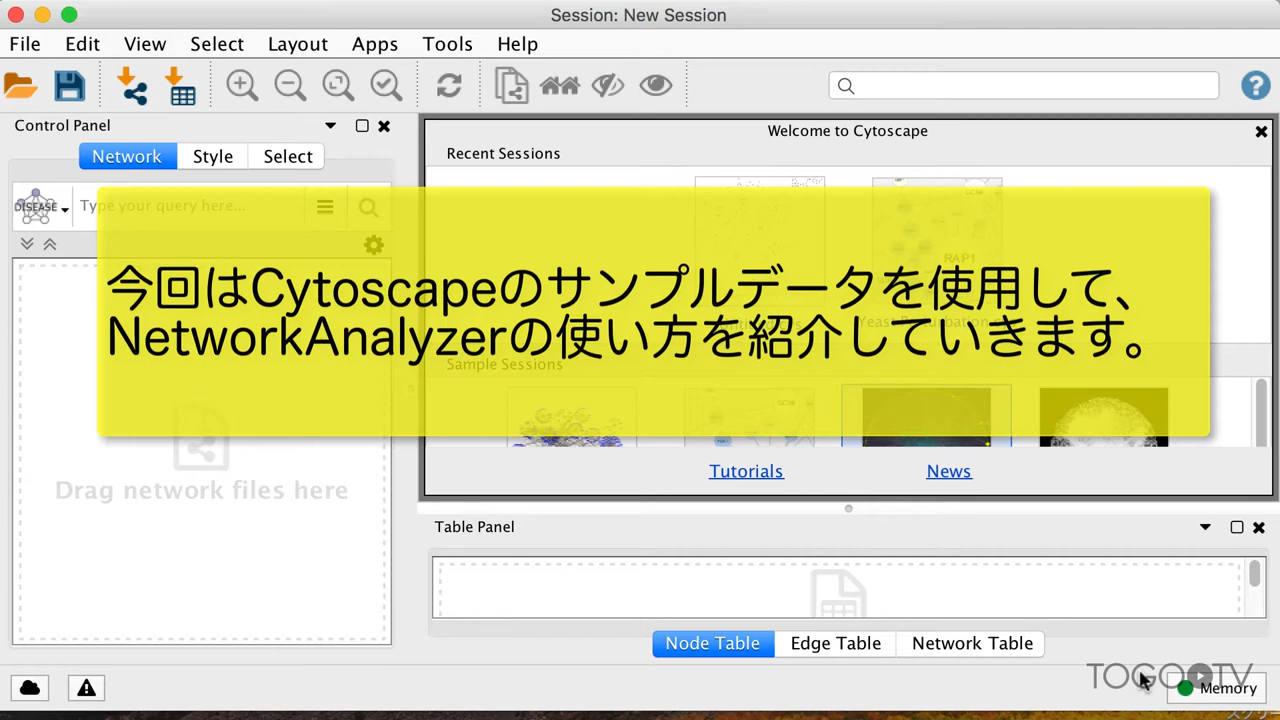 Session: New Session
File Edit View Select Layout Apps Tools Help
Control Panel
Welcome to Cytoscape
Network Style Select
Recent Sessions
DISEASE
Type your query here...
RAP1
今回はCytoscapeのサンプルデータを使用して、
NetworkAnalyzerの使い方を紹介していきます。
Sample Sessions
Drag network files here
Tutorials
News
Table Panel
Node Table Edge Table Network Table
TOGO TV
Memory